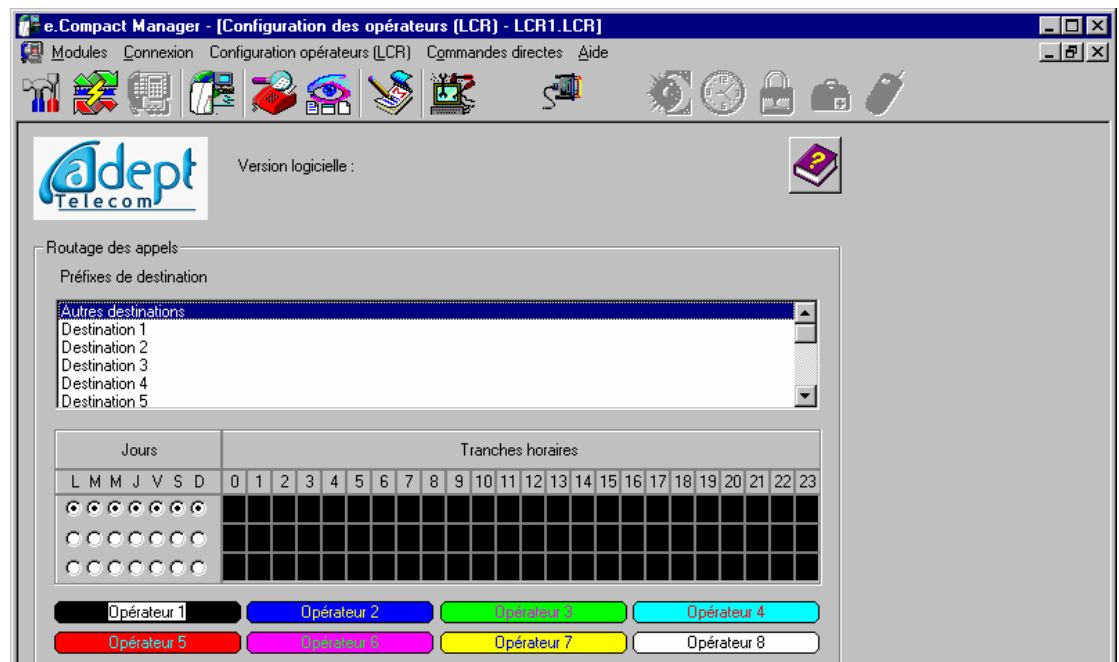 e.Compact Manager - [Configuration des opérateurs (LCR) - LCR1.LCR]
Modules Connexion Configuration opérateurs (LCR) Commandes directes Aide
adept
Telecom
Version logicielle :
Routage des appels
Préfixes de destination
Autres destinations
Destination 1
Destination 2
Destination 3
Destination 4
Destination 5
Jours Tranches horaires
L M M J V S D 0 1 2 3 4 5 6 7 8 9 10 11 12 13 14 15 16 17 18 19 20 21 22 23
Opérateur 1 Opérateur 2 Opérateur 3 Opérateur 4
Opérateur 5 Opérateur 6 Opérateur 7 Opérateur 8